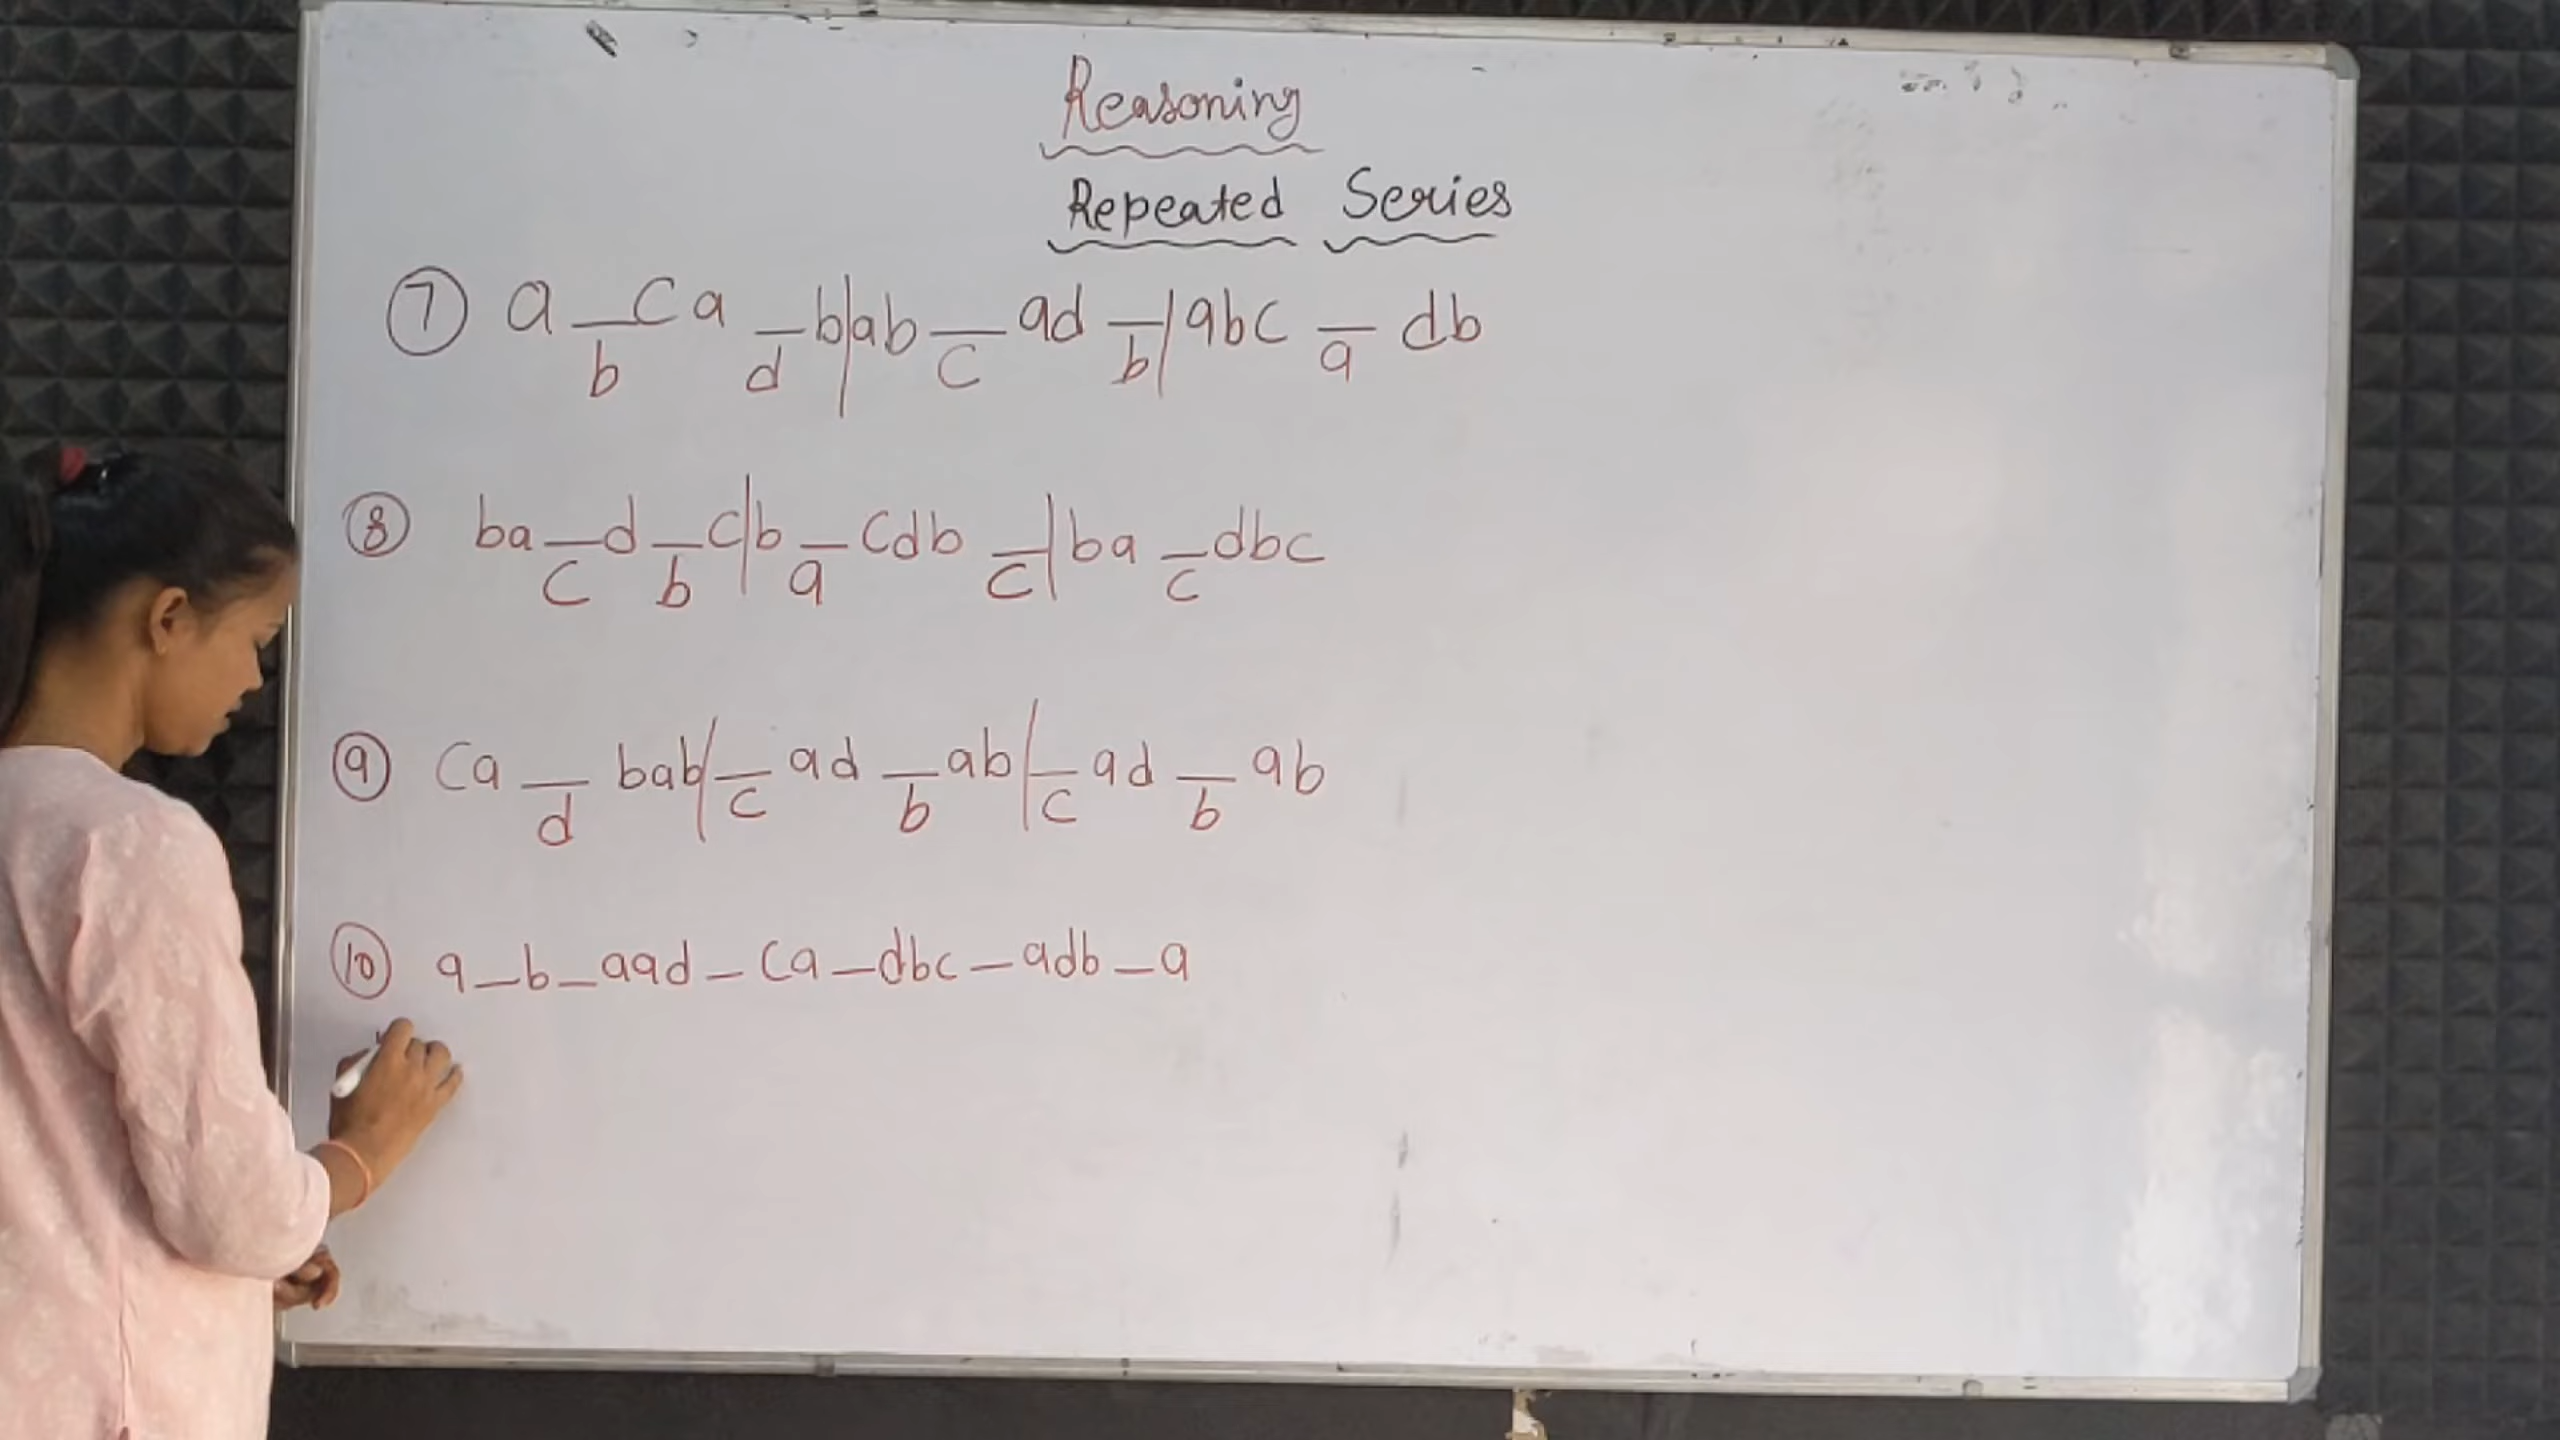 Reasoning
Repeated Series
7 a _ c a _ b | a b _ a d _ | a b c _ d b
b d c b a
8 b a _ d _ c | b _ c d b _ | b a _ d b c
c b a c c
9 c a _ b a b | _ a d _ a b | _ a d _ a b
d c b c b
10 a _ b _ a a d _ c a _ d b c _ a d b _ a